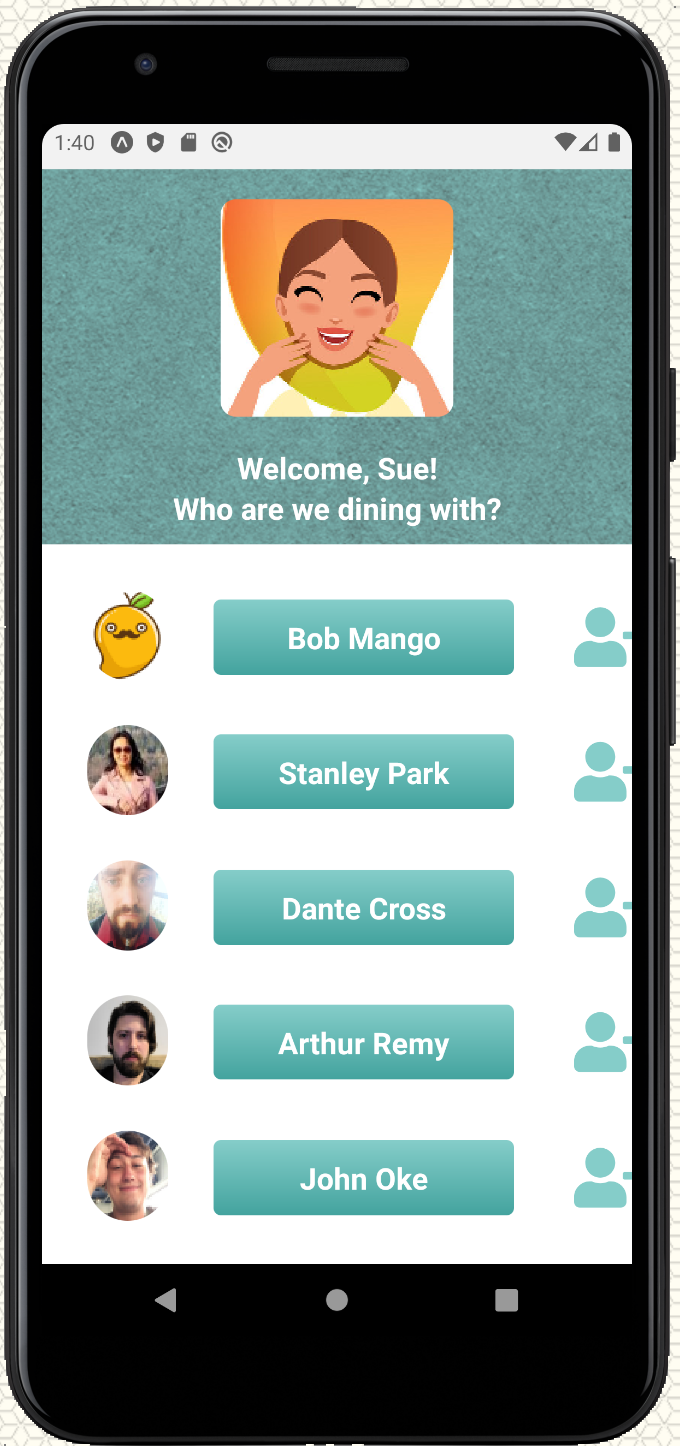 1:40
Welcome, Sue!
Who are we dining with?
Bob Mango
Stanley Park
Dante Cross
Arthur Remy
John Oke